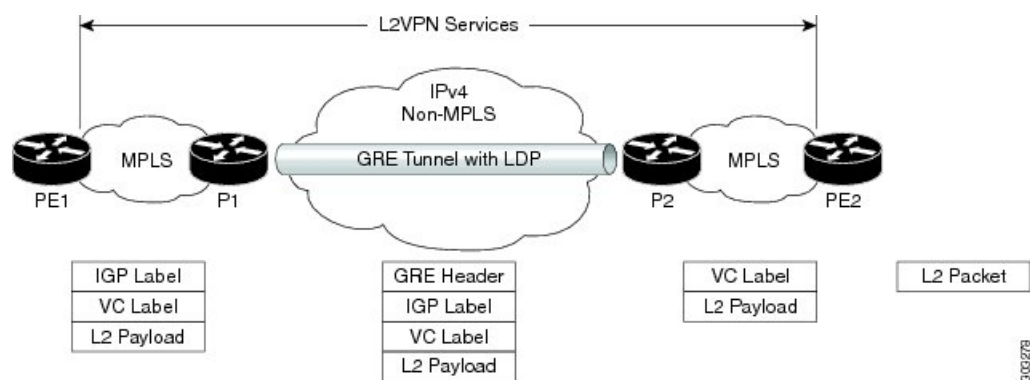 L2VPN Services
IPv4
Non-MPLS
MPLS
GRE Tunnel with LDP
MPLS
PE1
P1
P2
PE2
IGP Label
VC Label
L2 Payload
GRE Header
IGP Label
VC Label
L2 Payload
VC Label
L2 Payload
L2 Packet
303279